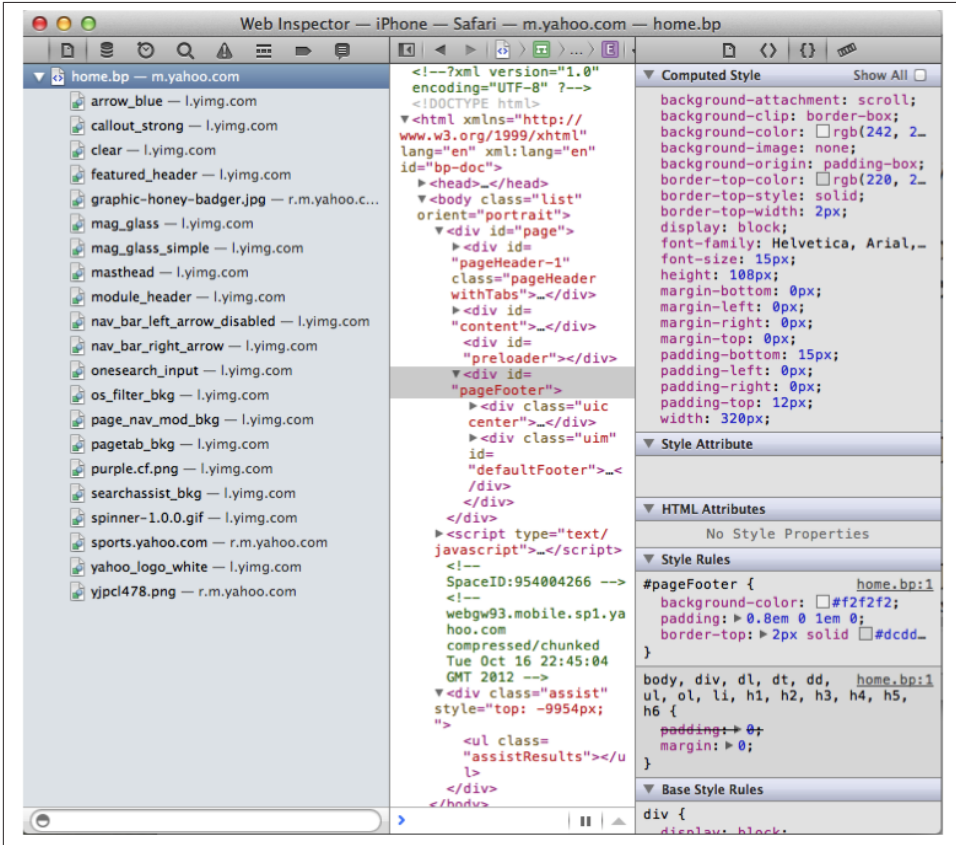 Web Inspector — iPhone — Safari — m.yahoo.com — home.bp
home.bp — m.yahoo.com
arrow_blue — l.yimg.com
callout_strong — l.yimg.com
clear — l.yimg.com
featured_header — l.yimg.com
graphic-honey-badger.jpg — r.m.yahoo.c...
mag_glass — l.yimg.com
mag_glass_simple — l.yimg.com
masthead — l.yimg.com
module_header — l.yimg.com
nav_bar_left_arrow_disabled — l.yimg.com
nav_bar_right_arrow — l.yimg.com
onesearch_input — l.yimg.com
os_filter_bkg — l.yimg.com
page_nav_mod_bkg — l.yimg.com
pagetab_bkg — l.yimg.com
purple.cf.png — l.yimg.com
searchassist_bkg — l.yimg.com
spinner-1.0.0.gif — l.yimg.com
sports.yahoo.com — r.m.yahoo.com
yahoo_logo_white — l.yimg.com
yjpcl478.png — r.m.yahoo.com
... E
<!--?xml version="1.0"
encoding="UTF-8" ?-->
<!DOCTYPE html>
<html xmlns="http://
www.w3.org/1999/xhtml"
lang="en" xml:lang="en"
id="bp-doc">
<head>…</head>
<body class="list"
orient="portrait">
<div id="page">
<div id=
"pageHeader-1"
class="pageHeader
withTabs">…</div>
<div id=
"content">…</div>
<div id=
"preloader"></div>
<div id=
"pageFooter">
<div class="uic
center">…</div>
<div class="uim"
id=
"defaultFooter">…<
/div>
</div>
</div>
<script type="text/
javascript">…</script>
<!--
SpaceID:954004266 -->
<!--
webgw93.mobile.sp1.ya
hoo.com
compressed/chunked
Tue Oct 16 22:45:04
GMT 2012 -->
<div class="assist"
style="top: -9954px;
">
<ul class=
"assistResults"></u
l>
</div>
</body>
Computed Style Show All
background-attachment: scroll;
background-clip: border-box;
background-color: rgb(242, 2…
background-image: none;
background-origin: padding-box;
border-top-color: rgb(220, 2…
border-top-style: solid;
border-top-width: 2px;
display: block;
font-family: Helvetica, Arial,…
font-size: 15px;
height: 108px;
margin-bottom: 0px;
margin-left: 0px;
margin-right: 0px;
margin-top: 0px;
padding-bottom: 15px;
padding-left: 0px;
padding-right: 0px;
padding-top: 12px;
width: 320px;
Style Attribute
HTML Attributes
No Style Properties
Style Rules
#pageFooter { home.bp:1
background-color: #f2f2f2;
padding: 0.8em 0 1em 0;
border-top: 2px solid #dcdd…
}
body, div, dl, dt, dd, home.bp:1
ul, ol, li, h1, h2, h3, h4, h5,
h6 {
padding: 0;
margin: 0;
}
Base Style Rules
div {
display: block;